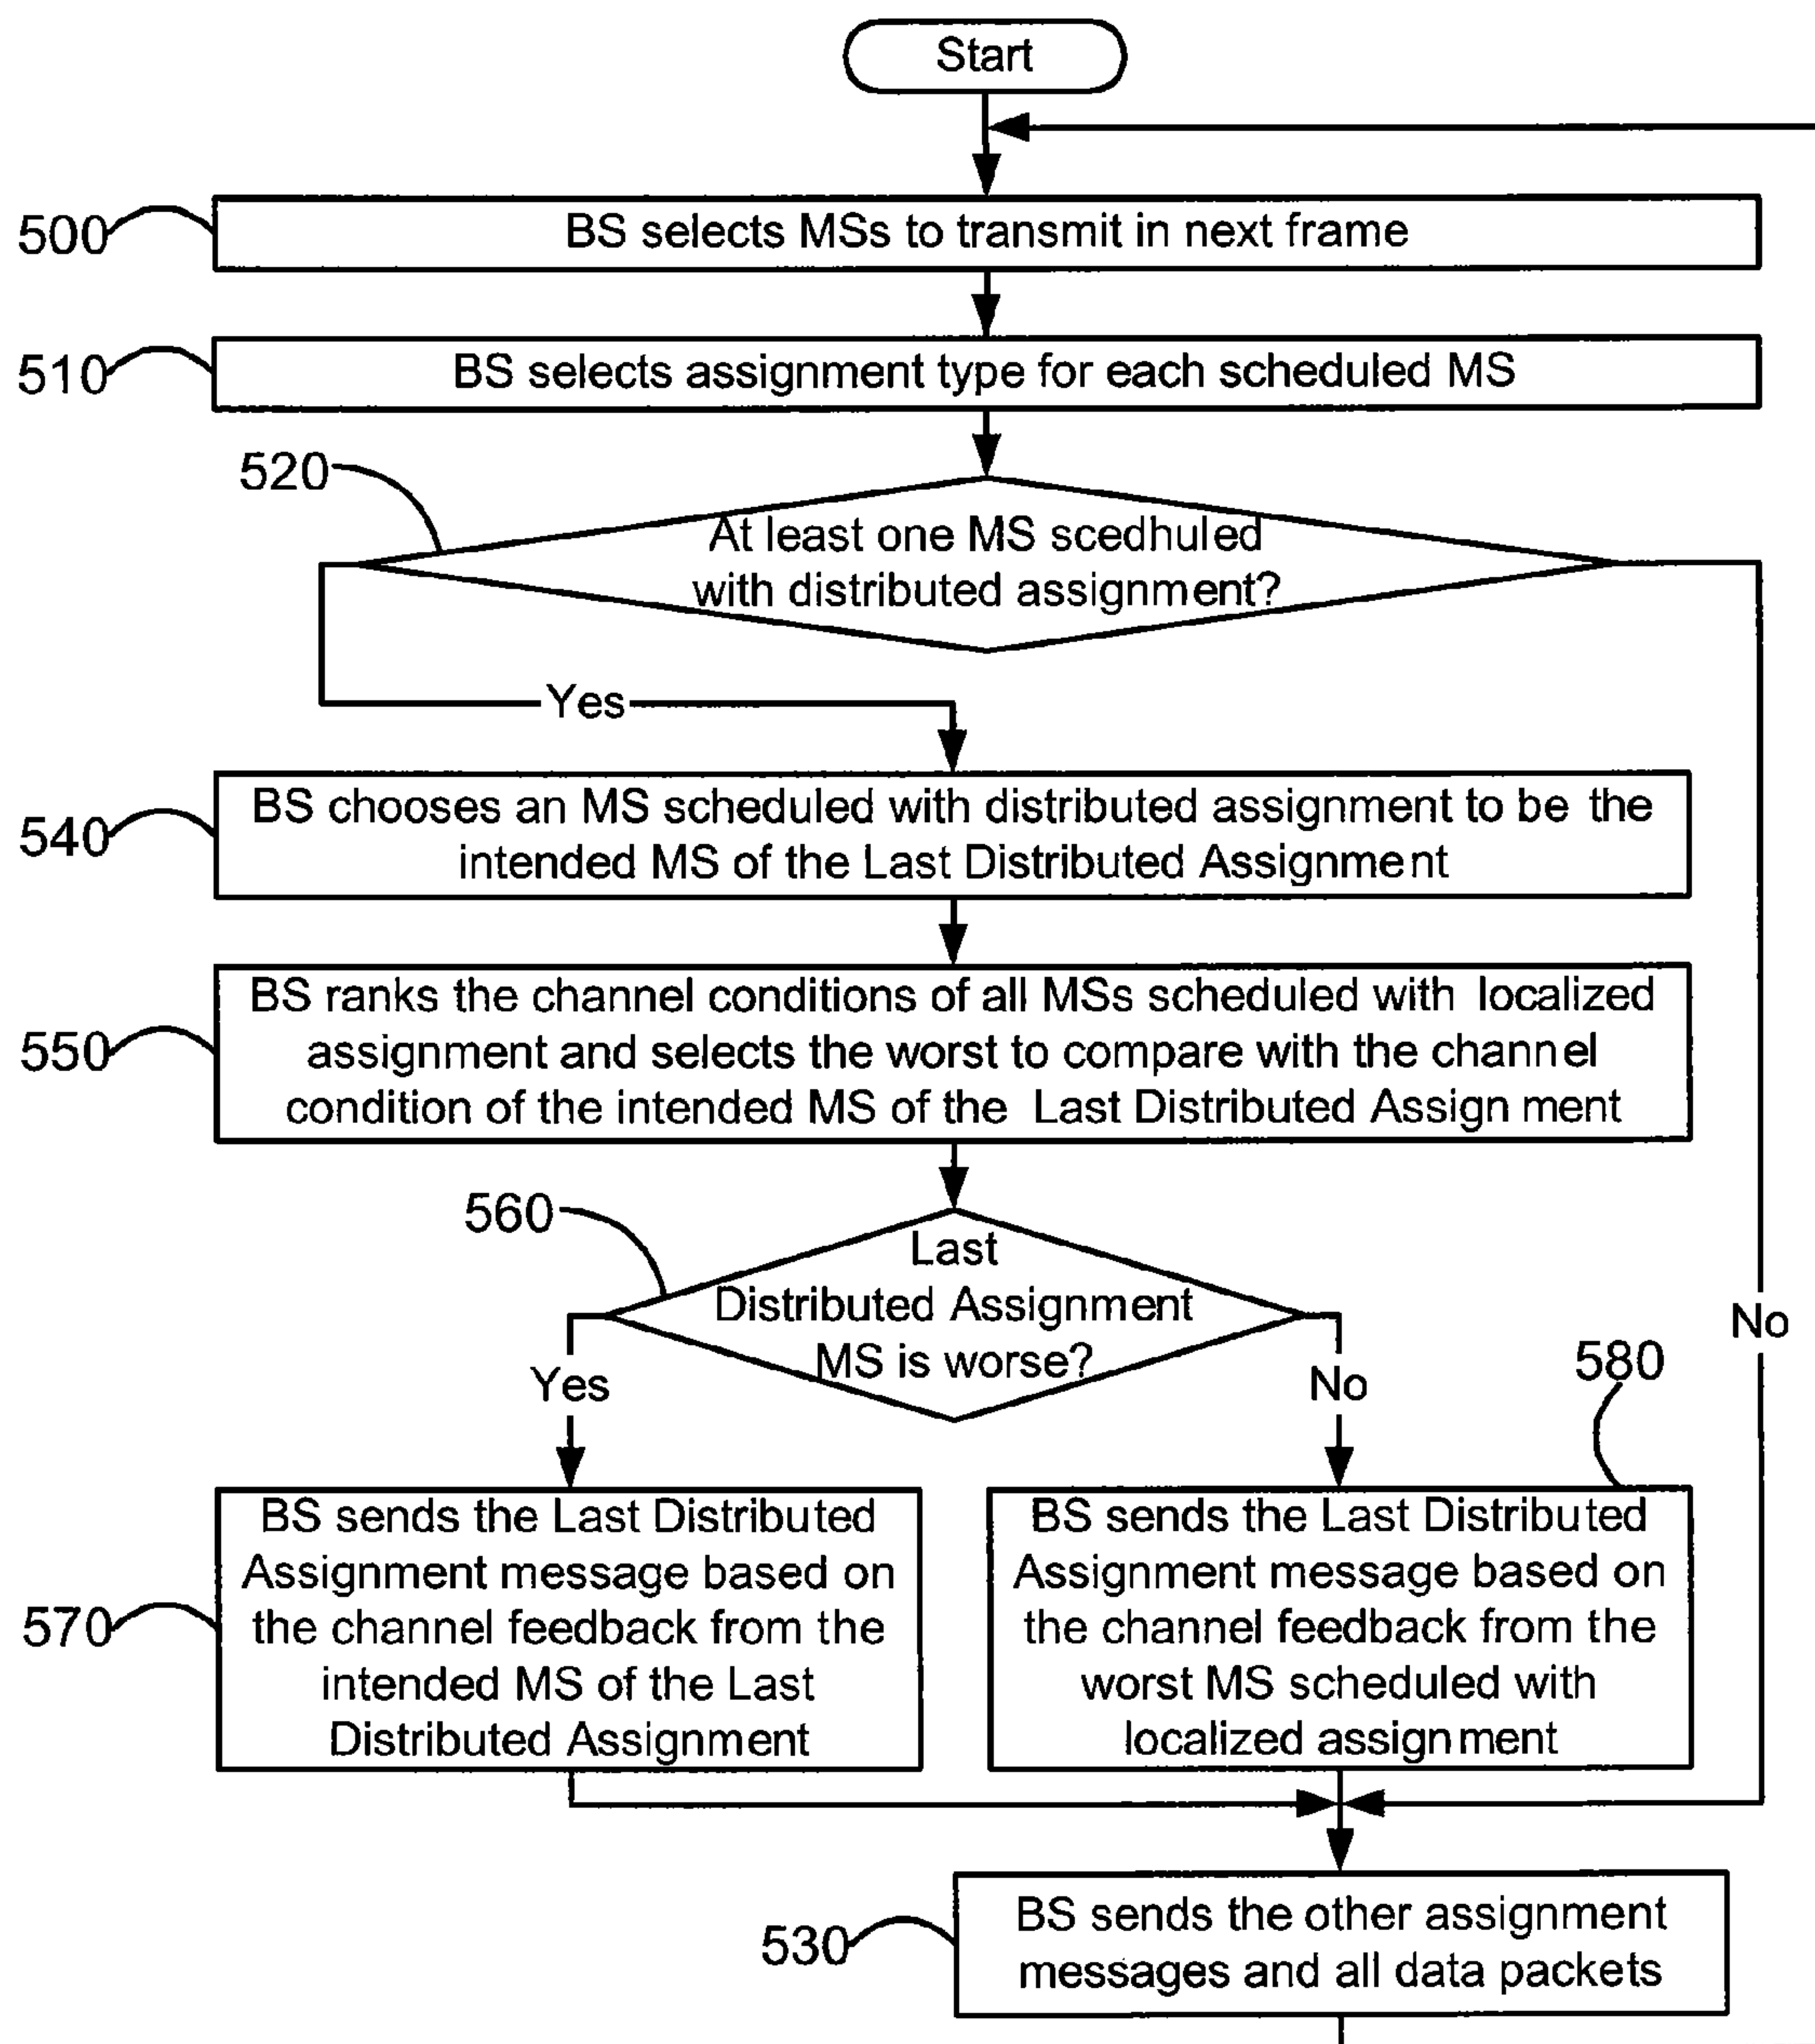 Start
500
BS selects MSs to transmit in next frame
510
BS selects assignment type for each scheduled MS
520
At least one MS scedhuled
with distributed assignment?
Yes
540
BS chooses an MS scheduled with distributed assignment to be the
intended MS of the Last Distributed Assignment
550
BS ranks the channel conditions of all MSs scheduled with localized
assignment and selects the worst to compare with the channel
condition of the intended MS of the Last Distributed Assign ment
560
Last
Distributed Assignment
MS is worse?
Yes
No
No
580
570
BS sends the Last Distributed
Assignment message based on
the channel feedback from the
intended MS of the Last
Distributed Assignment
BS sends the Last Distributed
Assignment message based on
the channel feedback from the
worst MS scheduled with
localized assignment
530
BS sends the other assignment
messages and all data packets